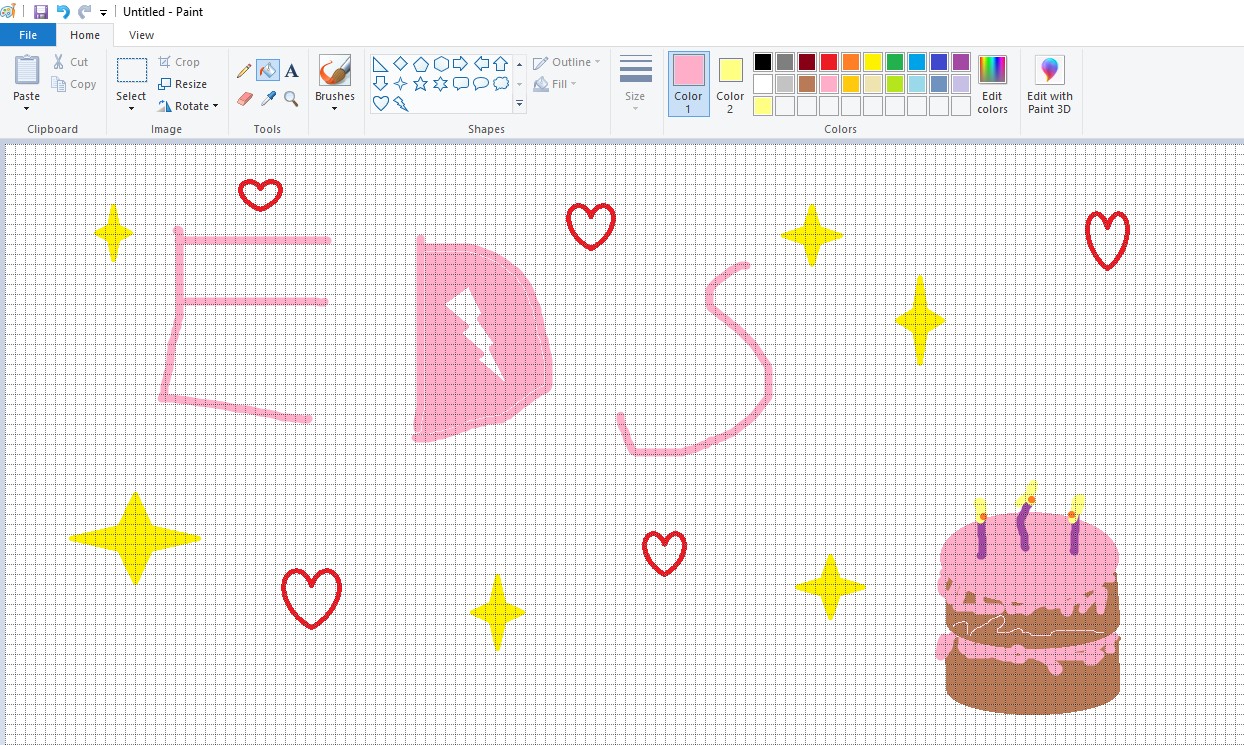 Untitled - Paint
File Home View
Cut Crop Outline
Copy Resize Fill
Paste Select Rotate A Brushes Size Color 1 Color 2 Edit colors Edit with Paint 3D
Clipboard Image Tools Shapes Colors
EDS